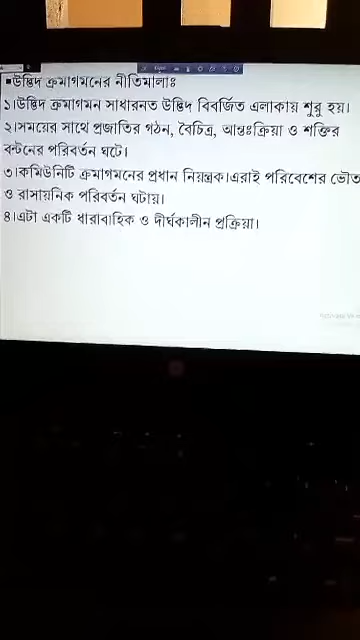 ▪উদ্ভিদ ক্রমাগমনের নীতিমালাঃ
১।উদ্ভিদ ক্রমাগমন সাধারনত উদ্ভিদ বিবর্জিত এলাকায় শুরু হয়।
২।সময়ের সাথে প্রজাতির গঠন, বৈচিত্র, আন্তঃক্রিয়া ও শক্তির
বন্টনের পরিবর্তন ঘটে।
৩।কমিউনিটি ক্রমাগমনের প্রধান নিয়ন্ত্রক।এরাই পরিবেশের ভৌত
ও রাসায়নিক পরিবর্তন ঘটায়।
৪।এটা একটি ধারাবাহিক ও দীর্ঘকালীন প্রক্রিয়া।